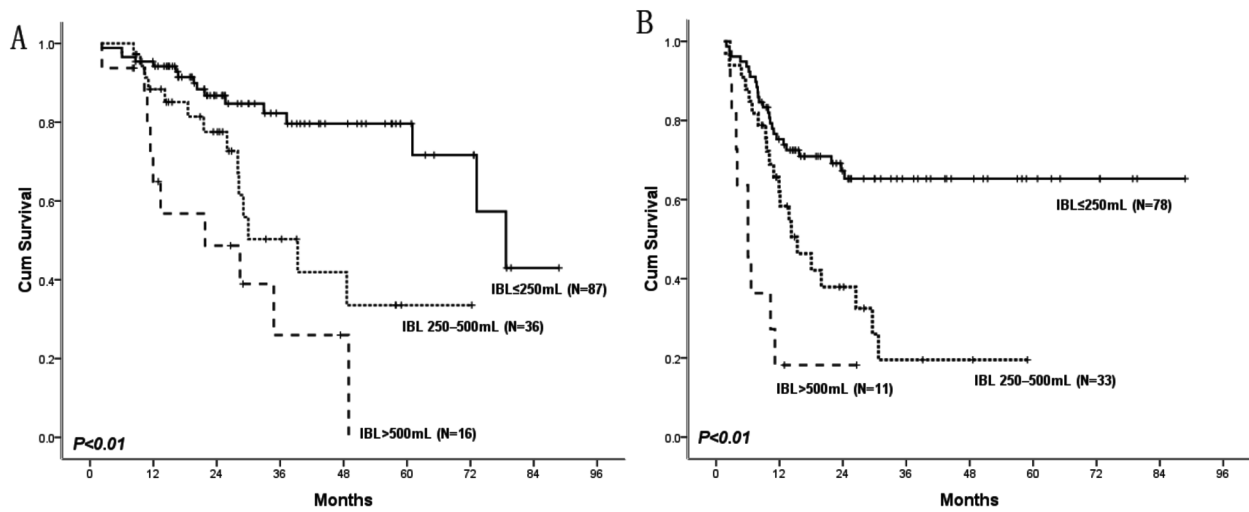 A
Cum Survival
1.0
0.8
0.6
0.4
0.2
0.0
IBL≤250mL (N=87)
IBL 250–500mL (N=36)
IBL>500mL (N=16)
P<0.01
0 12 24 36 48 60 72 84 96
Months
B
Cum Survival
1.0
0.8
0.6
0.4
0.2
0.0
IBL≤250mL (N=78)
IBL 250–500mL (N=33)
IBL>500mL (N=11)
P<0.01
0 12 24 36 48 60 72 84 96
Months